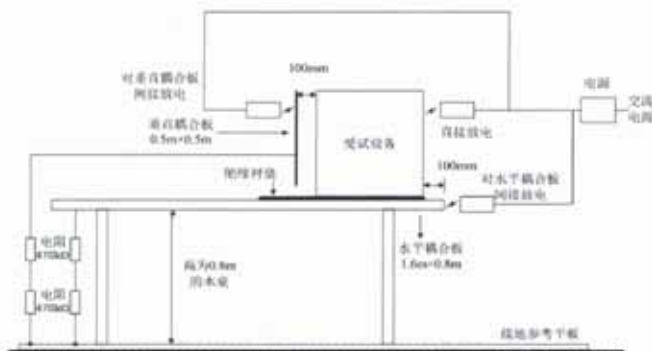 100mm
对垂直耦合板
间接放电
电源
交流
电源
垂直耦合板
0.5m×0.5m
受试设备
直接放电
100mm
绝缘衬垫
对水平耦合板
间接放电
水平耦合板
1.6m×0.8m
电阻
470kΩ
高为0.8m
的木桌
电阻
470kΩ
接地参考平板